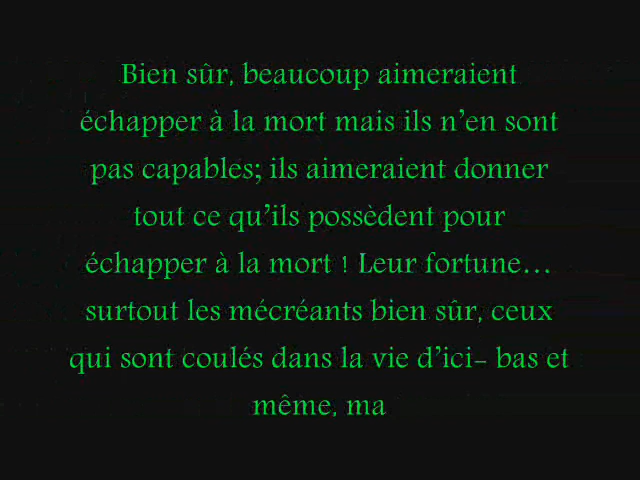 Bien sûr, beaucoup aimeraient
échapper à la mort mais ils n’en sont
pas capables; ils aimeraient donner
tout ce qu’ils possèdent pour
échapper à la mort ! Leur fortune…
surtout les mécréants bien sûr, ceux
qui sont coulés dans la vie d’ici- bas et
même, ma